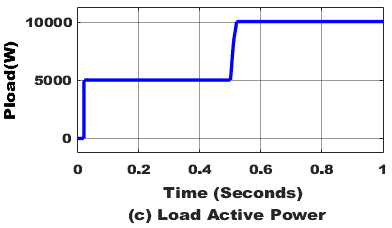 Pload(W)
10000
5000
0
0 0.2 0.4 0.6 0.8 1
Time (Seconds)
(c) Load Active Power